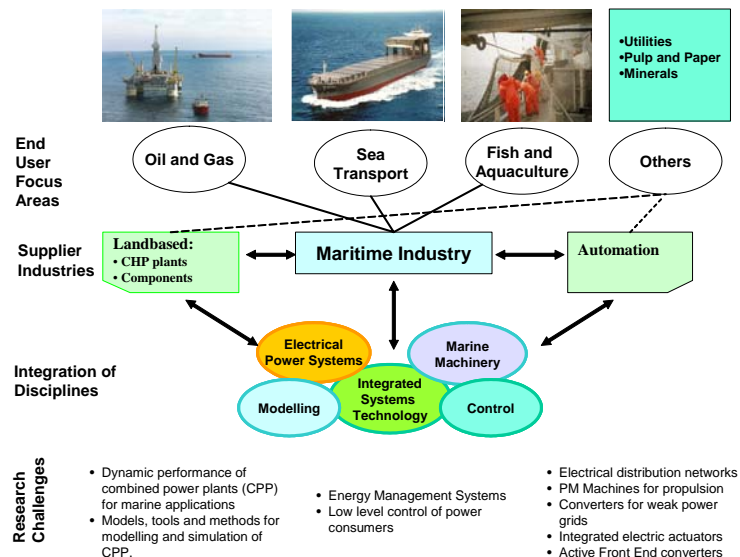 •Utilities
•Pulp and Paper
•Minerals
End
User
Focus
Areas
Oil and Gas
Sea
Transport
Fish and
Aquaculture
Others
Supplier
Industries
Landbased:
• CHP plants
• Components
Maritime Industry
Automation
Integration of
Disciplines
Electrical
Power Systems
Marine
Machinery
Modelling
Integrated
Systems
Technology
Control
Research
Challenges
• Dynamic performance of
combined power plants (CPP)
for marine applications
• Models, tools and methods for
modelling and simulation of
CPP.
• Energy Management Systems
• Low level control of power
consumers
• Electrical distribution networks
• PM Machines for propulsion
• Converters for weak power
grids
• Integrated electric actuators
• Active Front End converters